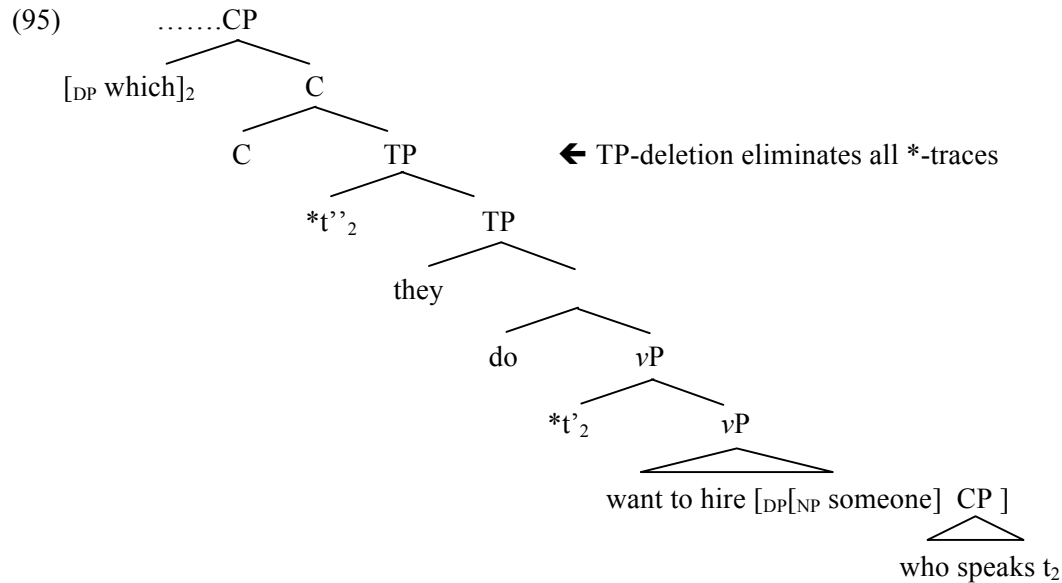 (95) …….CP
[DP which]2 C
C TP 🡨 TP-deletion eliminates all *-traces
*t’’2 TP
they
do vP
*t’2 vP
want to hire [DP[NP someone] CP ]
who speaks t2